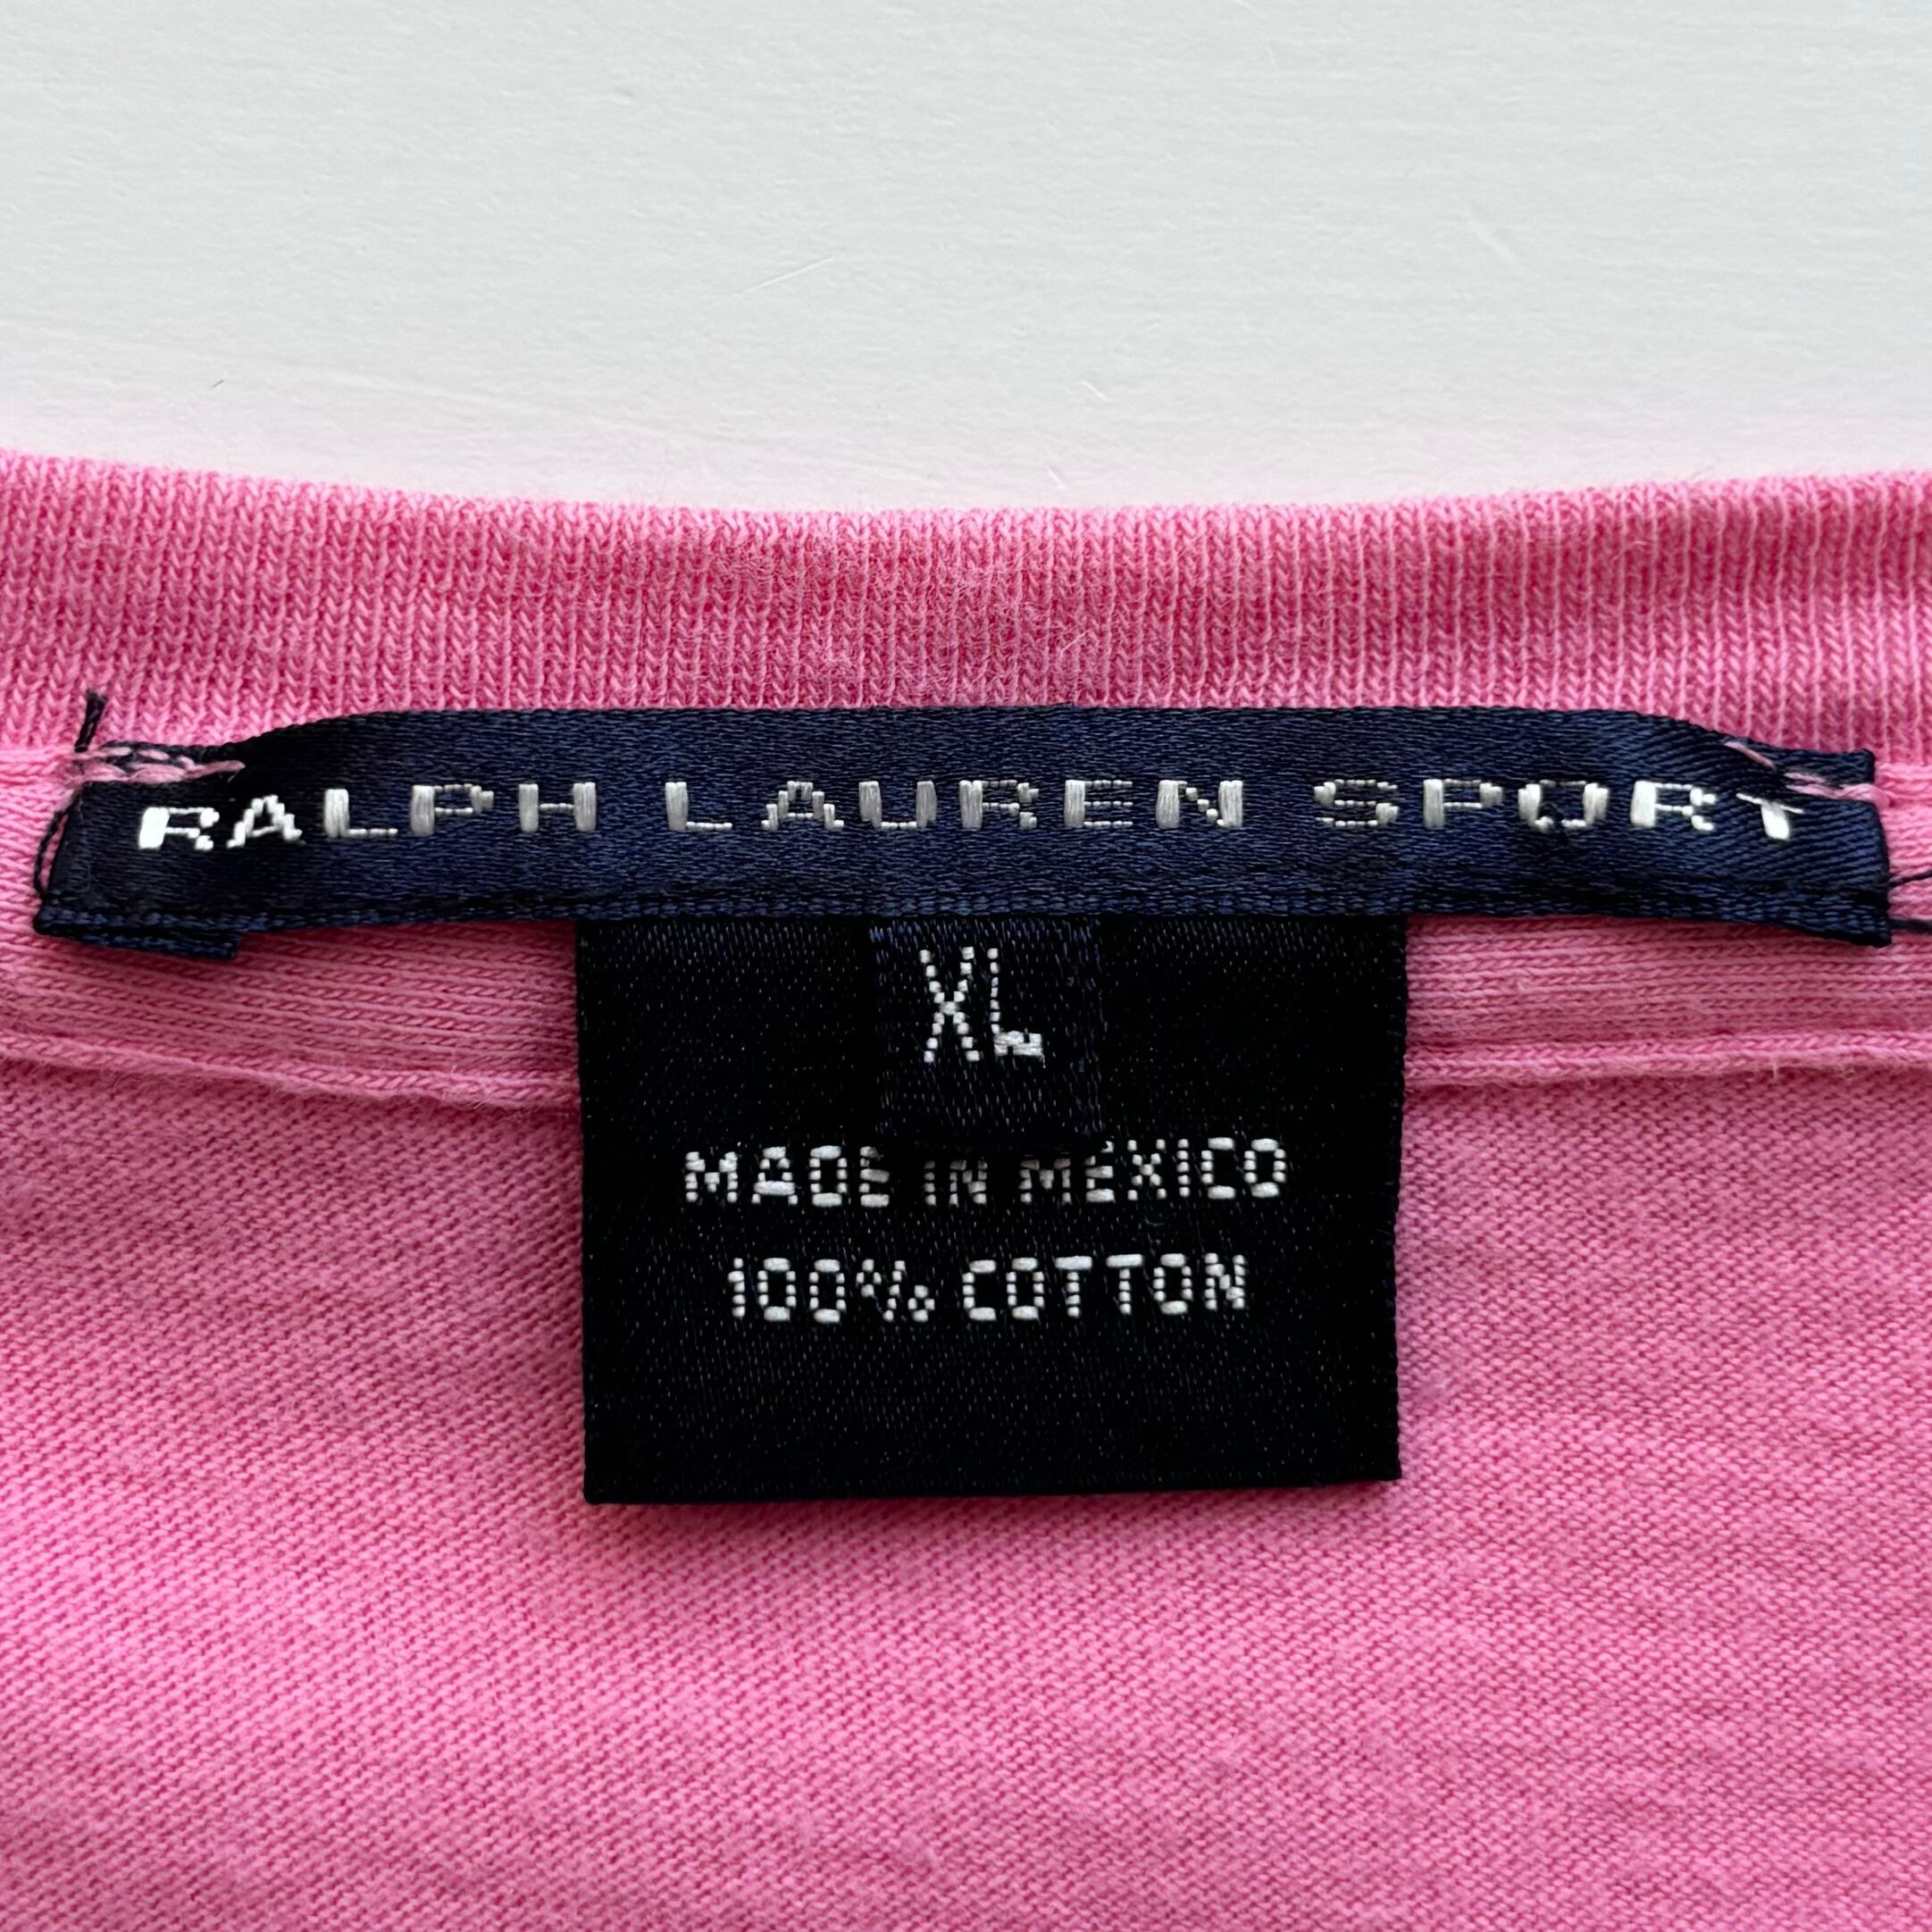 RALPH LAUREN SPORT
XL
MADE IN MEXICO
100% COTTON